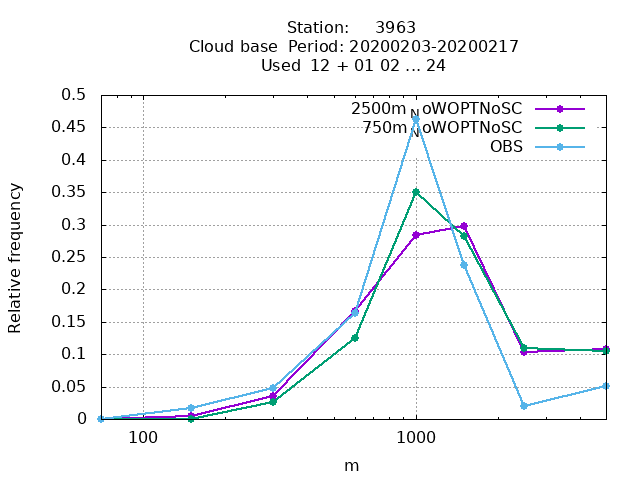 Station: 3963
Cloud base Period: 20200203-20200217
Used 12 + 01 02 ... 24
2500m NoWOPTNoSC
750m NoWOPTNoSC
OBS
0.5
0.45
0.4
0.35
0.3
0.25
0.2
0.15
0.1
0.05
0
Relative frequency
100 1000
m